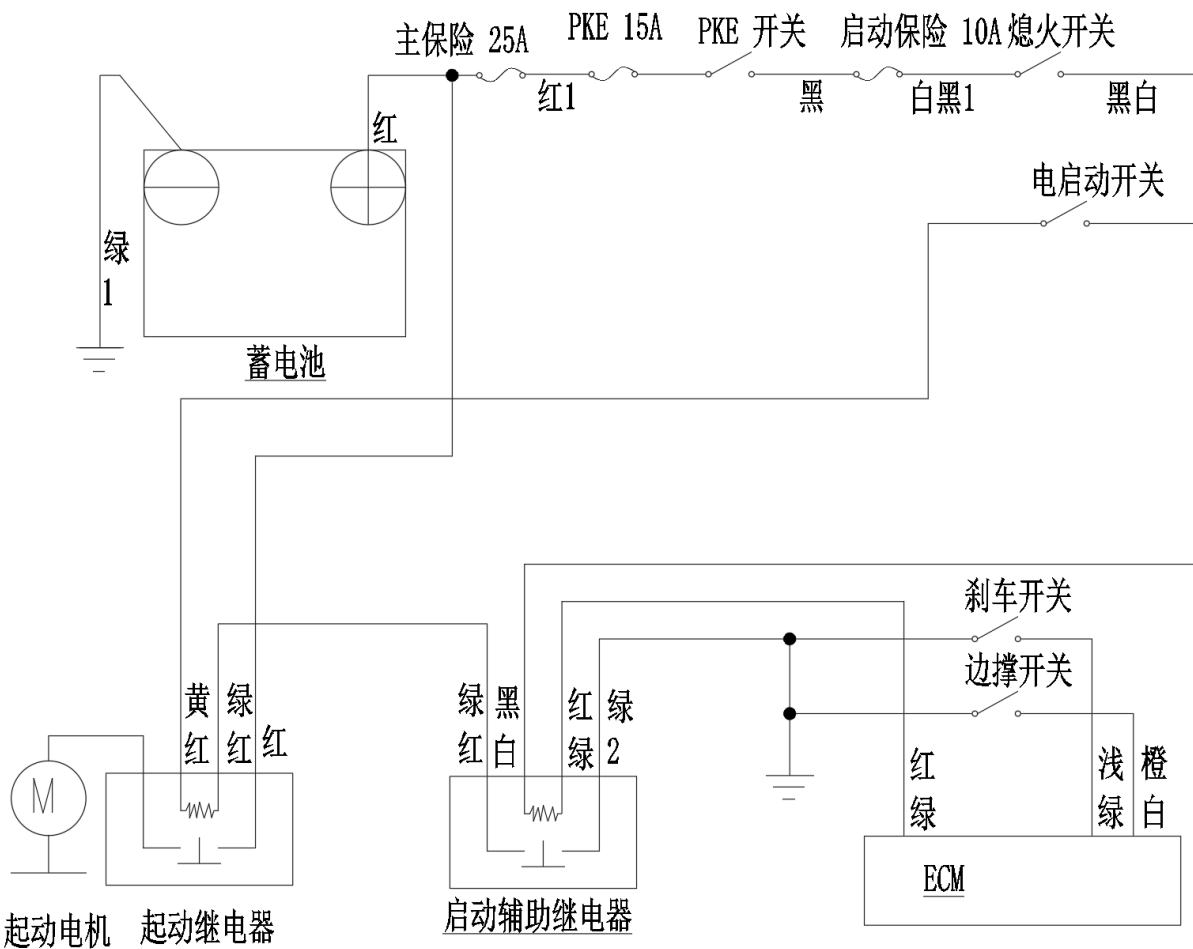 主保险 25A
PKE 15A
PKE 开关
启动保险 10A
熄火开关
红
红1
黑
白黑1
黑白
电启动开关
绿1
蓄电池
刹车开关
边撑开关
黄红
绿红
红
绿红
黑白
红绿
绿2
红绿
浅绿
橙白
M
ECM
起动电机
起动继电器
启动辅助继电器